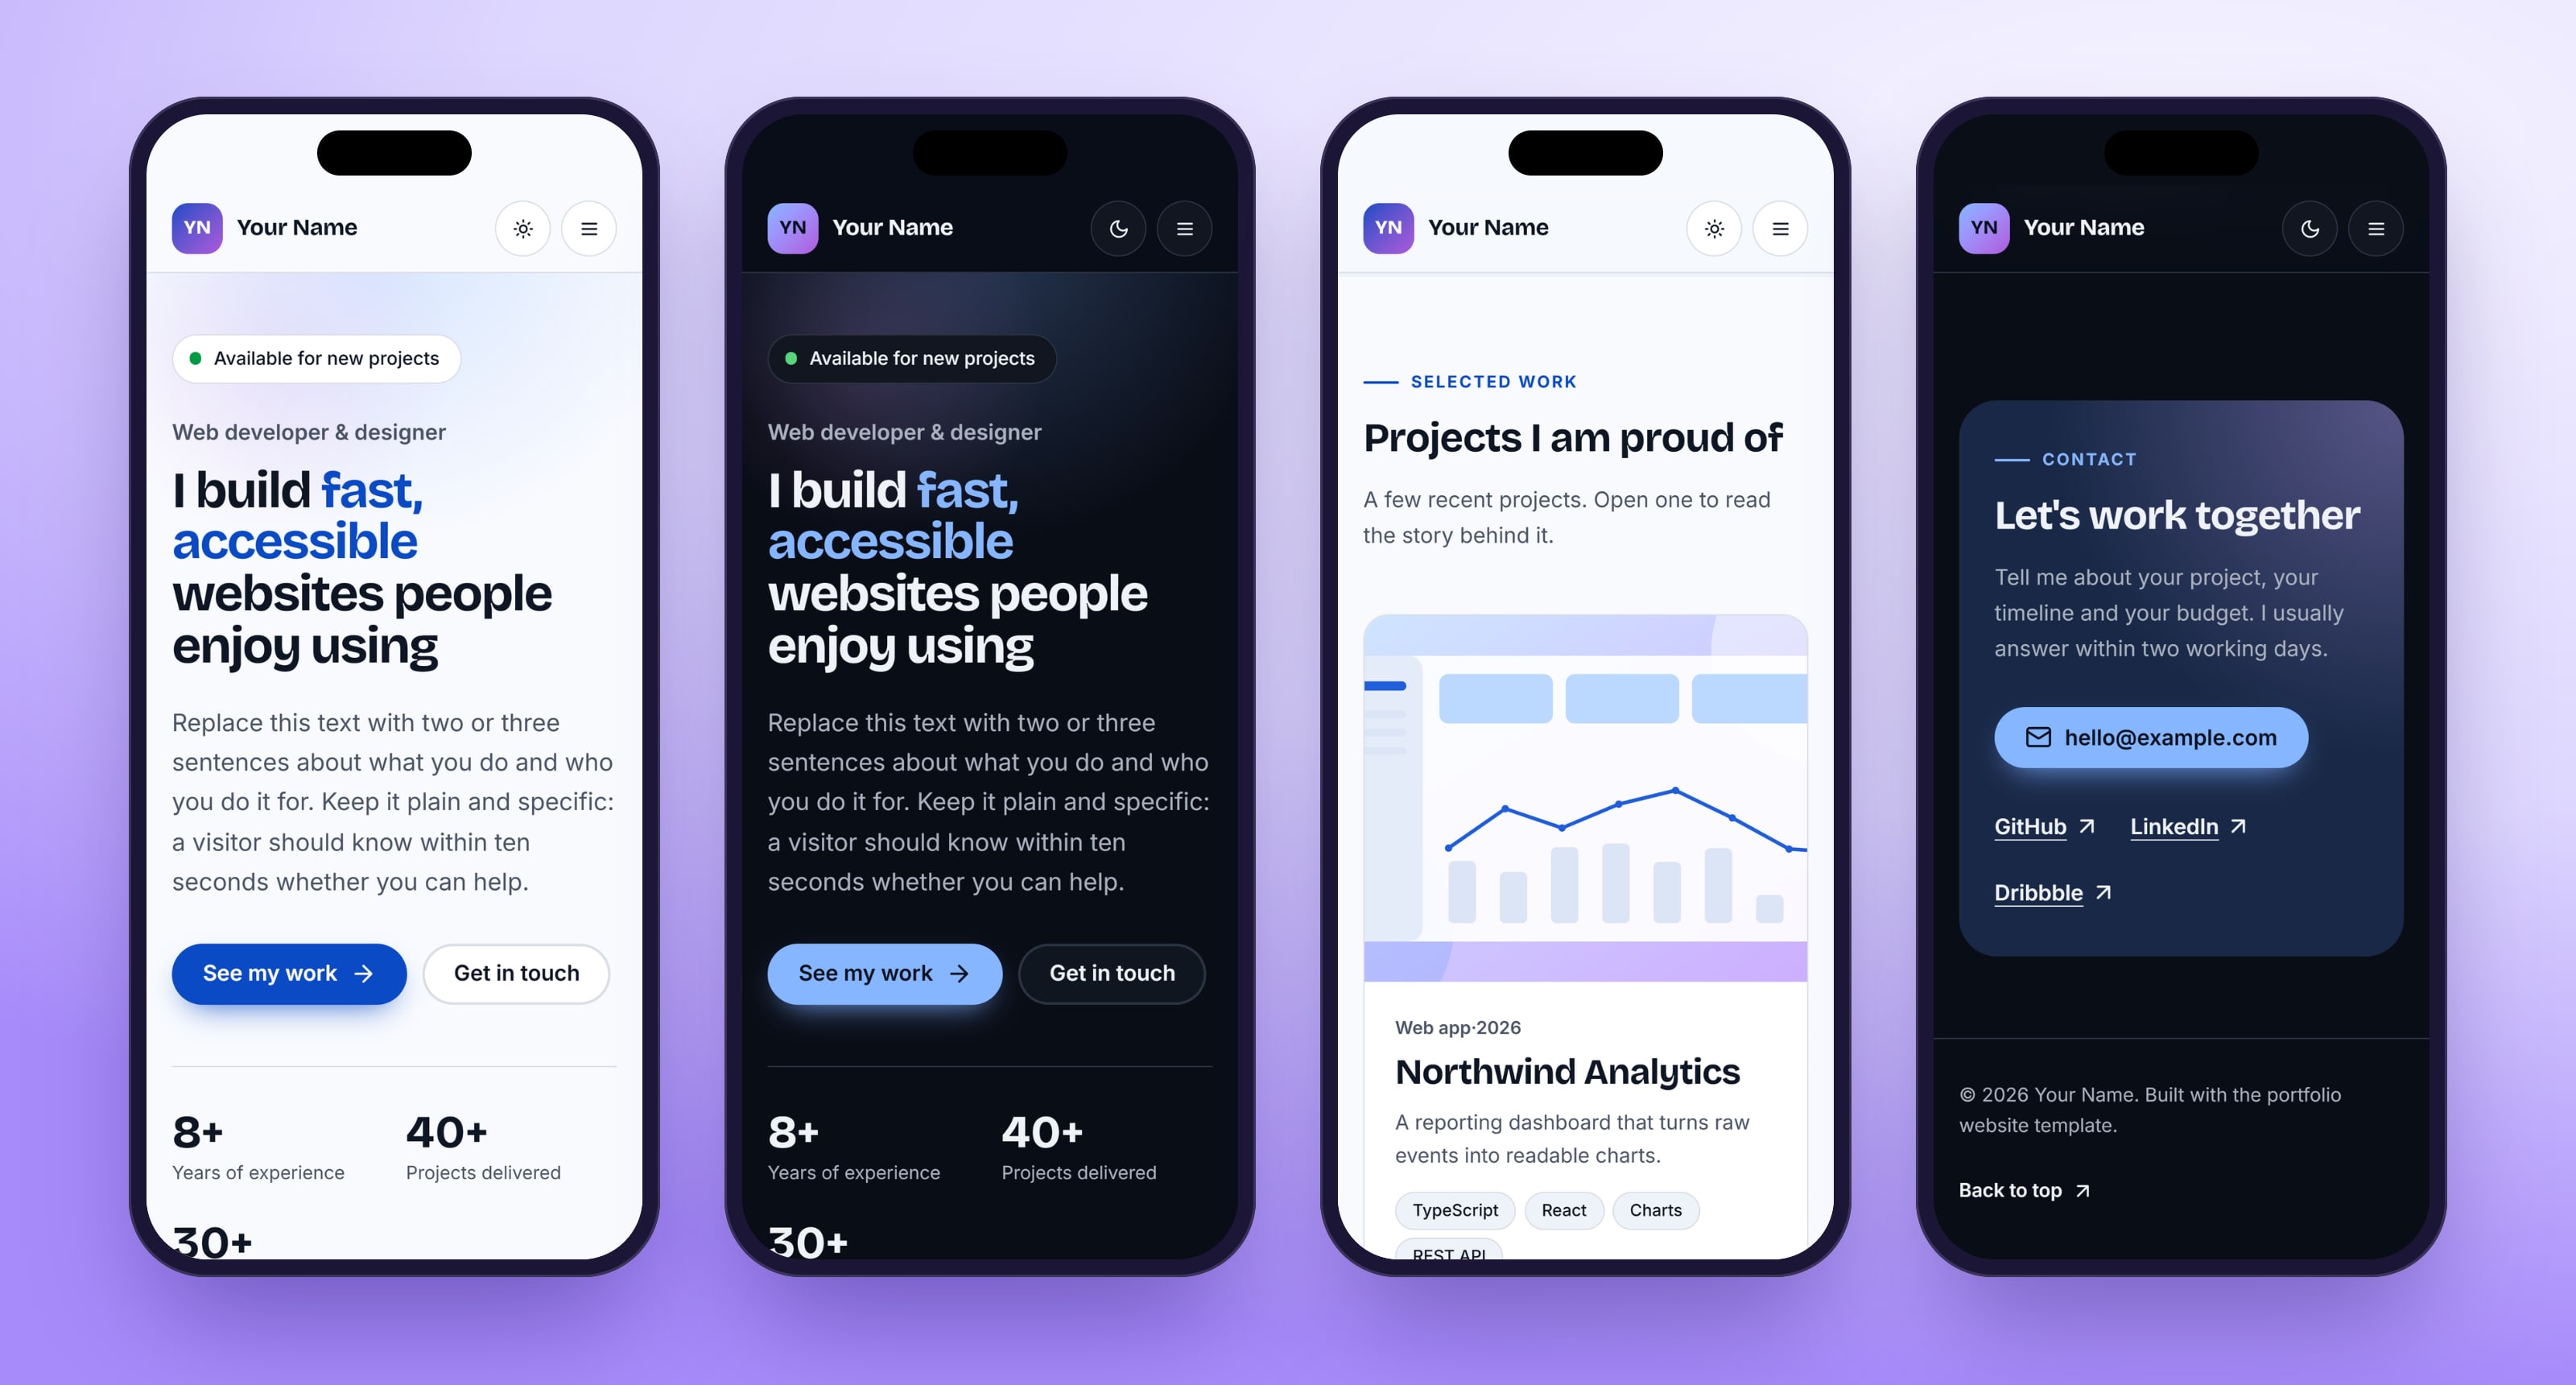 YN Your Name
Available for new projects
Web developer & designer
I build fast,
accessible
websites people
enjoy using
Replace this text with two or three
sentences about what you do and who
you do it for. Keep it plain and specific:
a visitor should know within ten
seconds whether you can help.
See my work
Get in touch
8+
Years of experience
40+
Projects delivered
30+
YN Your Name
Available for new projects
Web developer & designer
I build fast,
accessible
websites people
enjoy using
Replace this text with two or three
sentences about what you do and who
you do it for. Keep it plain and specific:
a visitor should know within ten
seconds whether you can help.
See my work
Get in touch
8+
Years of experience
40+
Projects delivered
30+
YN Your Name
SELECTED WORK
Projects I am proud of
A few recent projects. Open one to read
the story behind it.
Web app·2026
Northwind Analytics
A reporting dashboard that turns raw
events into readable charts.
TypeScript
React
Charts
REST API
YN Your Name
CONTACT
Let's work together
Tell me about your project, your
timeline and your budget. I usually
answer within two working days.
hello@example.com
GitHub
LinkedIn
Dribbble
© 2026 Your Name. Built with the portfolio
website template.
Back to top